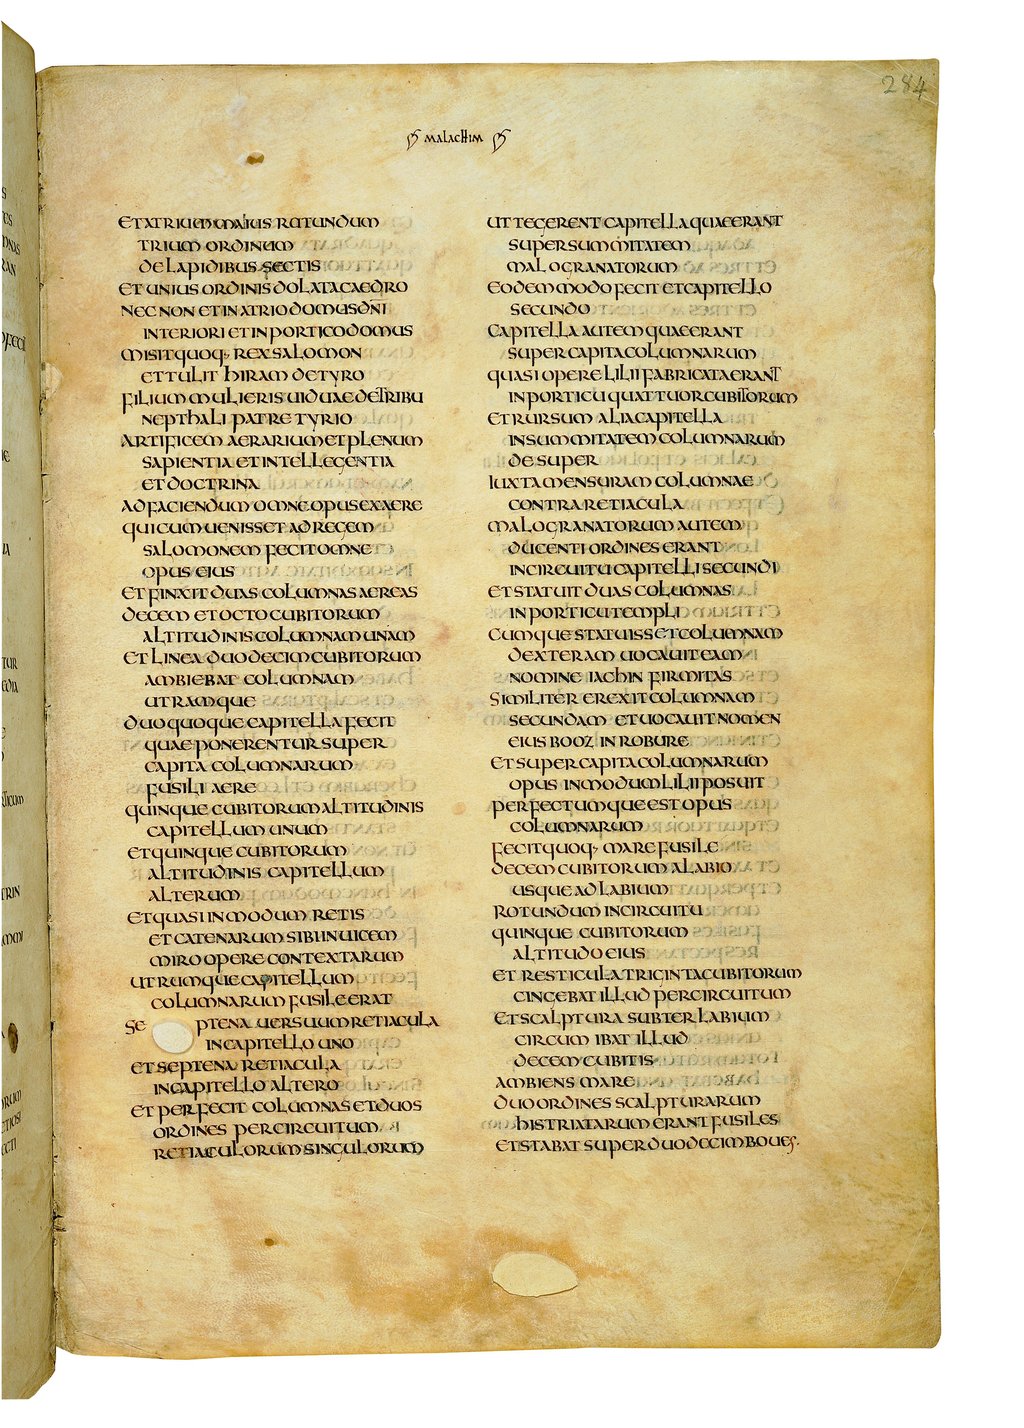 284
malachim
ET ATRIUM MAIUS ROTUNDUM
TRIUM ORDINUM
DE LAPIDIBUS SECTIS
ET UNIUS ORDINIS DOLATA CAEDRO
NEC NON ET IN ATRIO DOMUS DN̄I
INTERIORI ET IN PORTICO DOMUS
MISIT QUOQ; REX SALOMON
ET TULIT HIRAM DE TYRO
FILIUM MULIERIS UIDUAE DE TRIBU
NEPTHALI PATRE TYRIO
ARTIFICEM AERARIUM ET PLENUM
SAPIENTIA ET INTELLEGENTIA
ET DOCTRINA
AD FACIENDUM OMNE OPUS EX AERE
QUI CUM UENISSET AD REGEM
SALOMONEM FECIT OMNE
OPUS EIUS
ET FINXIT DUAS COLUMNAS AEREAS
DECEM ET OCTO CUBITORUM
ALTITUDINIS COLUMNAM UNAM
ET LINEA DUODECIM CUBITORUM
AMBIEBAT COLUMNAM
UTRAMQUE
DUO QUOQUE CAPITELLA FECIT
QUAE PONERENTUR SUPER
CAPITA COLUMNARUM
FUSILI AERE
QUINQUE CUBITORUM ALTITUDINIS
CAPITELLUM UNUM
ET QUINQUE CUBITORUM
ALTITUDINIS CAPITELLUM
ALTERUM
ET QUASI IN MODUM RETIS
ET CATENARUM SIBI INUICEM
MIRO OPERE CONTEXTARUM
UTRUMQUE CAPITELLUM
COLUMNARUM FUSILE ERAT
SEPTENA UERSUUM RETIACULA
IN CAPITELLO UNO
ET SEPTENA RETIACULA
IN CAPITELLO ALTERO
ET PERFECIT COLUMNAS ET DUOS
ORDINES PER CIRCUITUM
RETIACULORUM SINGULORUM
UT TEGERENT CAPITELLA QUAE ERANT
SUPER SUMMITATEM
MALOGRANATORUM
EODEM MODO FECIT ET CAPITELLO
SECUNDO
CAPITELLA AUTEM QUAE ERANT
SUPER CAPITA COLUMNARUM
QUASI OPERE LILII FABRICATA ERANT
IN PORTICU QUATTUOR CUBITORUM
ET RURSUM ALIA CAPITELLA
IN SUMMITATEM COLUMNARUM
DE SUPER
IUXTA MENSURAM COLUMNAE
CONTRA RETIACULA
MALOGRANATORUM AUTEM
DUCENTI ORDINES ERANT
IN CIRCUITU CAPITELLI SECUNDI
ET STATUIT DUAS COLUMNAS
IN PORTICU TEMPLI
CUMQUE STATUISSET COLUMNAM
DEXTERAM UOCAUIT EAM
NOMINE IACHIN FIRMITAS
SIMILITER EREXIT COLUMNAM
SECUNDAM ET UOCAUIT NOMEN
EIUS BOOZ IN ROBURE
ET SUPER CAPITA COLUMNARUM
OPUS IN MODUM LILII POSUIT
PERFECTUMQUE EST OPUS
COLUMNARUM
FECIT QUOQ; MARE FUSILE
DECEM CUBITORUM A LABIO
USQUE AD LABIUM
ROTUNDUM IN CIRCUITU
QUINQUE CUBITORUM
ALTITUDO EIUS
ET RESTICULA TRIGINTA CUBITORUM
CINGEBAT ILLUD PER CIRCUITUM
ET SCALPTURA SUBTER LABIUM
CIRCUM IBAT ILLUD
DECEM CUBITIS
AMBIENS MARE
DUO ORDINES SCALPTURARUM
HISTRIATARUM ERANT FUSILES
ET STABAT SUPER DUODECIM BOUES.